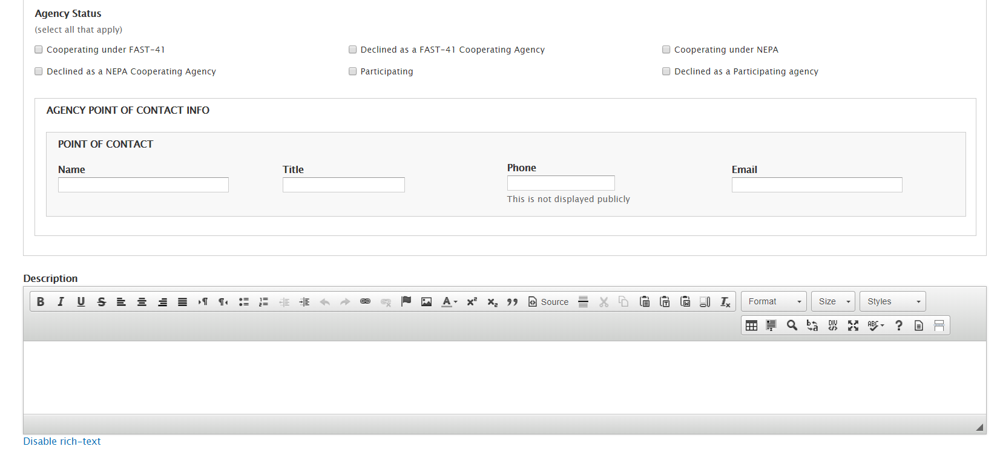 Agency Status
(select all that apply)
Cooperating under FAST-41 Declined as a FAST-41 Cooperating Agency Cooperating under NEPA
Declined as a NEPA Cooperating Agency Participating Declined as a Participating agency
AGENCY POINT OF CONTACT INFO
POINT OF CONTACT
Name Title Phone Email
This is not displayed publicly
Description
Source Format Size Styles
Disable rich-text